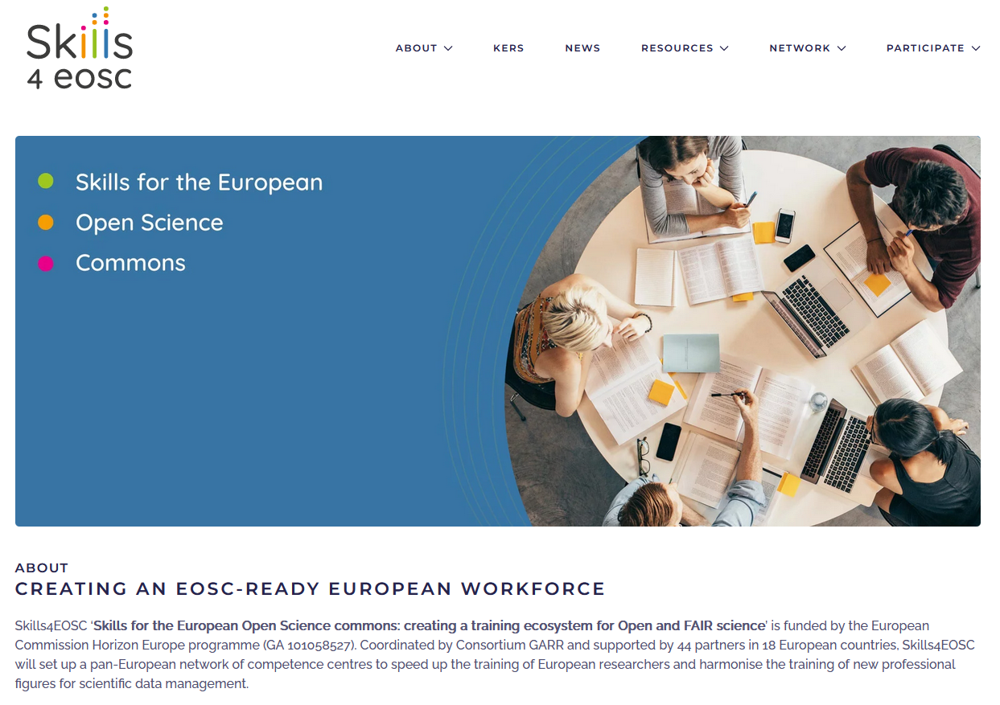 Skills
4 eosc
ABOUT
KERS
NEWS
RESOURCES
NETWORK
PARTICIPATE
Skills for the European
Open Science
Commons
ABOUT
CREATING AN EOSC-READY EUROPEAN WORKFORCE
Skills4EOSC ‘Skills for the European Open Science commons: creating a training ecosystem for Open and FAIR science’ is funded by the European
Commission Horizon Europe programme (GA 101058527). Coordinated by Consortium GARR and supported by 44 partners in 18 European countries, Skills4EOSC
will set up a pan-European network of competence centres to speed up the training of European researchers and harmonise the training of new professional
figures for scientific data management.